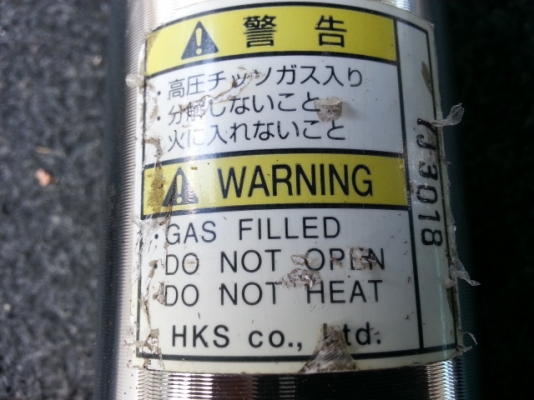 警告
・高圧チッソガス入り
・分解しないこと
・火に入れないこと
WARNING
・GAS FILLED
DO NOT OPEN
DO NOT HEAT
HKS co., Ltd.
YJ3018